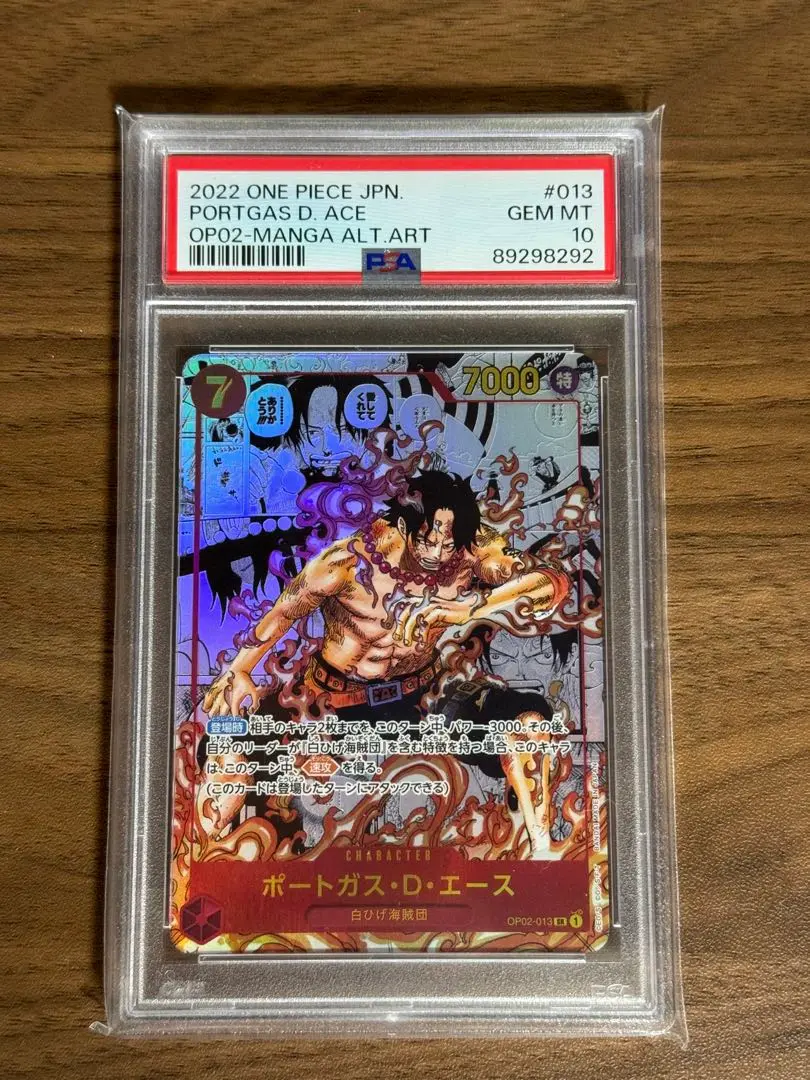 2022 ONE PIECE JPN. #013
PORTGAS D. ACE GEM MT
OP02-MANGA ALT.ART 10
PSA 89298292
7 7000 特
愛してくれて
………ありがとう!!!
登場時 相手のキャラ2枚までを、このターン中、パワー-3000。その後、
自分のリーダーが『白ひげ海賊団』を含む特徴を持つ場合、このキャラ
は、このターン中、速攻を得る。
(このカードは登場したターンにアタックできる)
CHARACTER
ポートガス・D・エース
白ひげ海賊団
OP02-013 SR 1
BANDAI MADE IN JAPAN